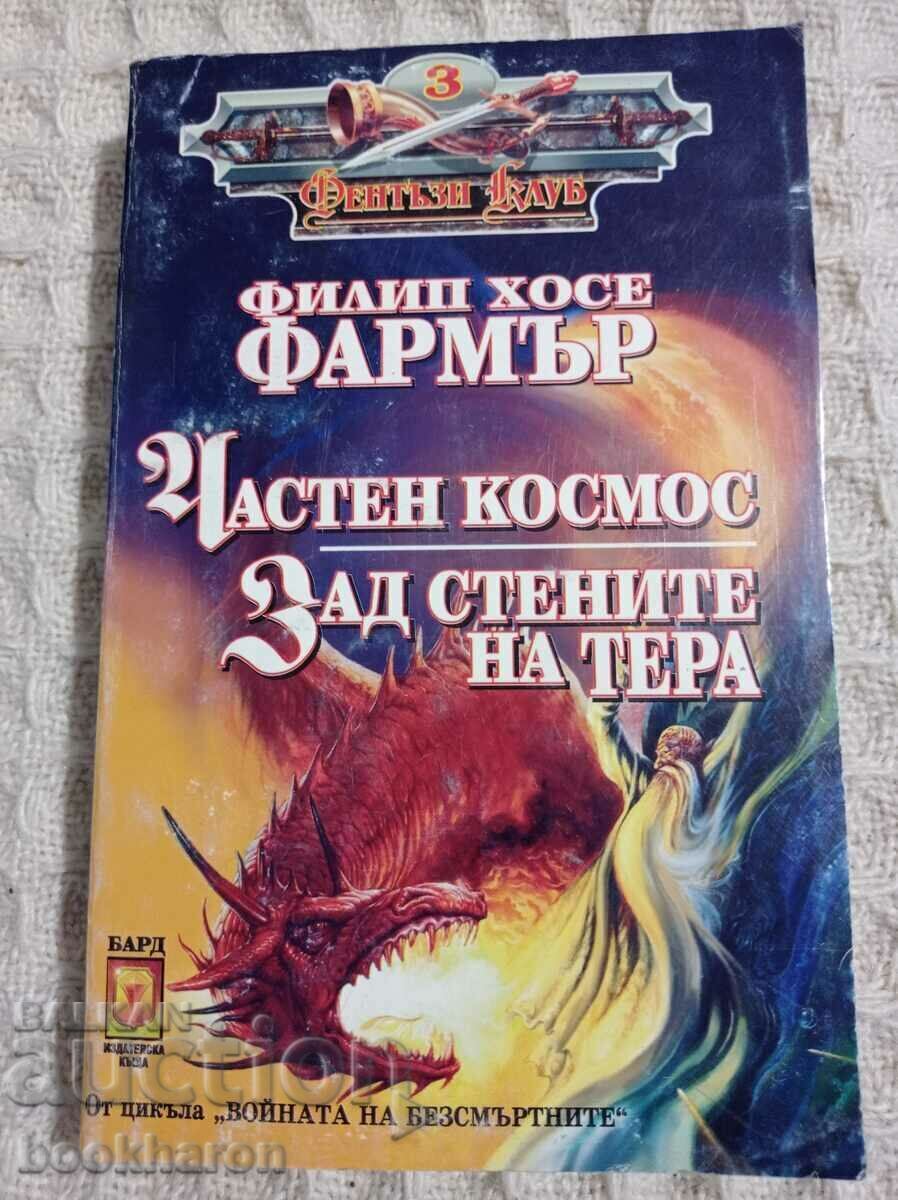 3
Фентъзи Клуб
ФИЛИП ХОСЕ
ФАРМЪР
ЧАСТЕН КОСМОС
ЗАД СТЕНИТЕ
НА ТЕРА
БАРД
ИЗДАТЕЛСКА
КЪЩА
От цикъла „ВОЙНАТА НА БЕЗСМЪРТНИТЕ“
BALKAN
auction
bookharon